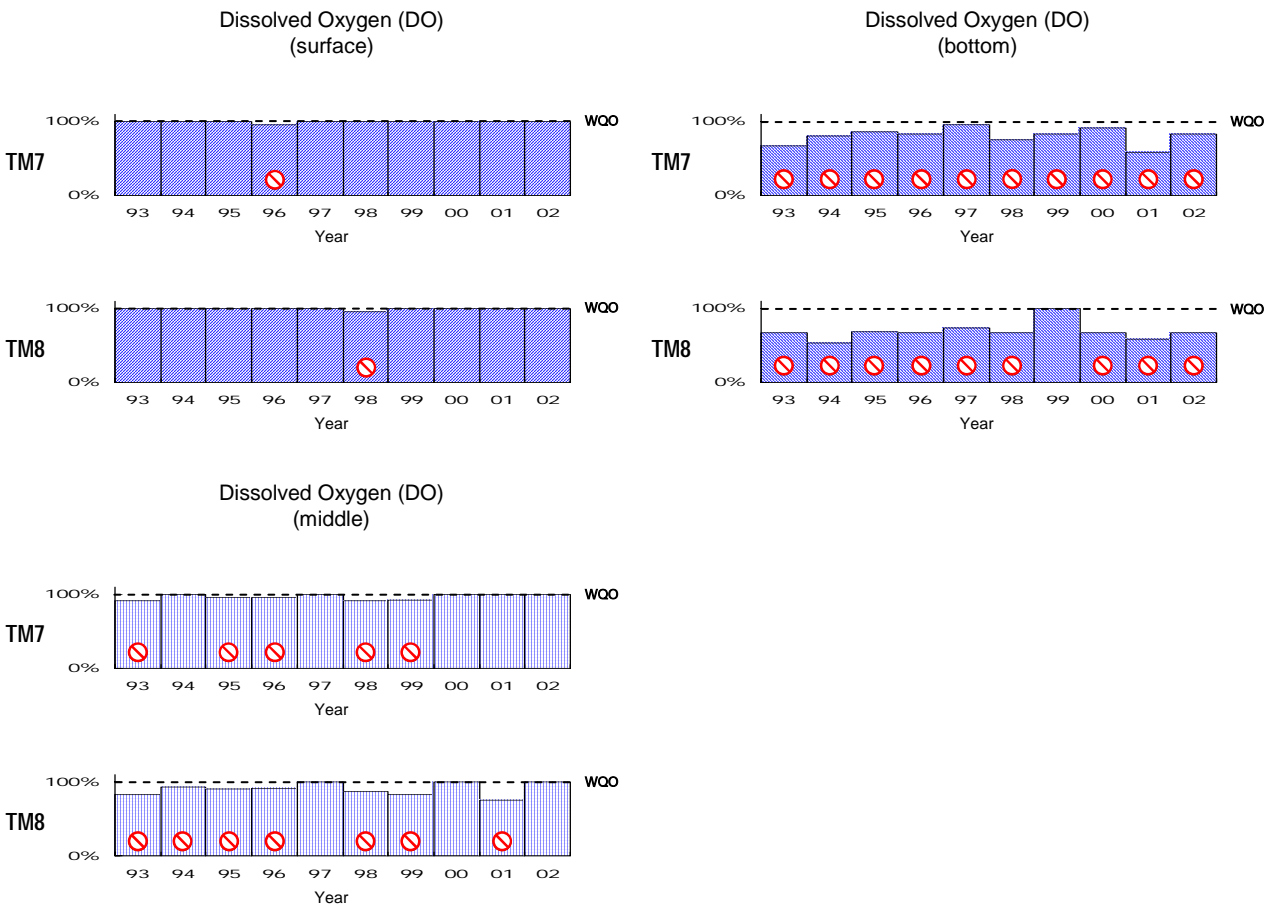 Dissolved Oxygen (DO)
(surface)
100%
WQO
TM7
0%
93 94 95 96 97 98 99 00 01 02
Year
100%
WQO
TM8
0%
93 94 95 96 97 98 99 00 01 02
Year
Dissolved Oxygen (DO)
(bottom)
100%
WQO
TM7
0%
93 94 95 96 97 98 99 00 01 02
Year
100%
WQO
TM8
0%
93 94 95 96 97 98 99 00 01 02
Year
Dissolved Oxygen (DO)
(middle)
100%
WQO
TM7
0%
93 94 95 96 97 98 99 00 01 02
Year
100%
WQO
TM8
0%
93 94 95 96 97 98 99 00 01 02
Year